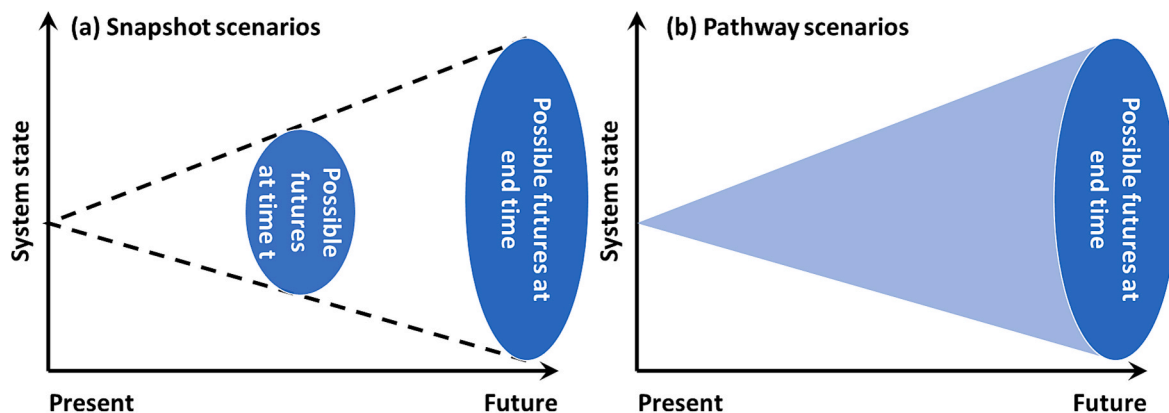 (a) Snapshot scenarios
System state
Possible
futures
at time t
Possible futures at
end time
Present
Future
(b) Pathway scenarios
System state
Possible futures at
end time
Present
Future